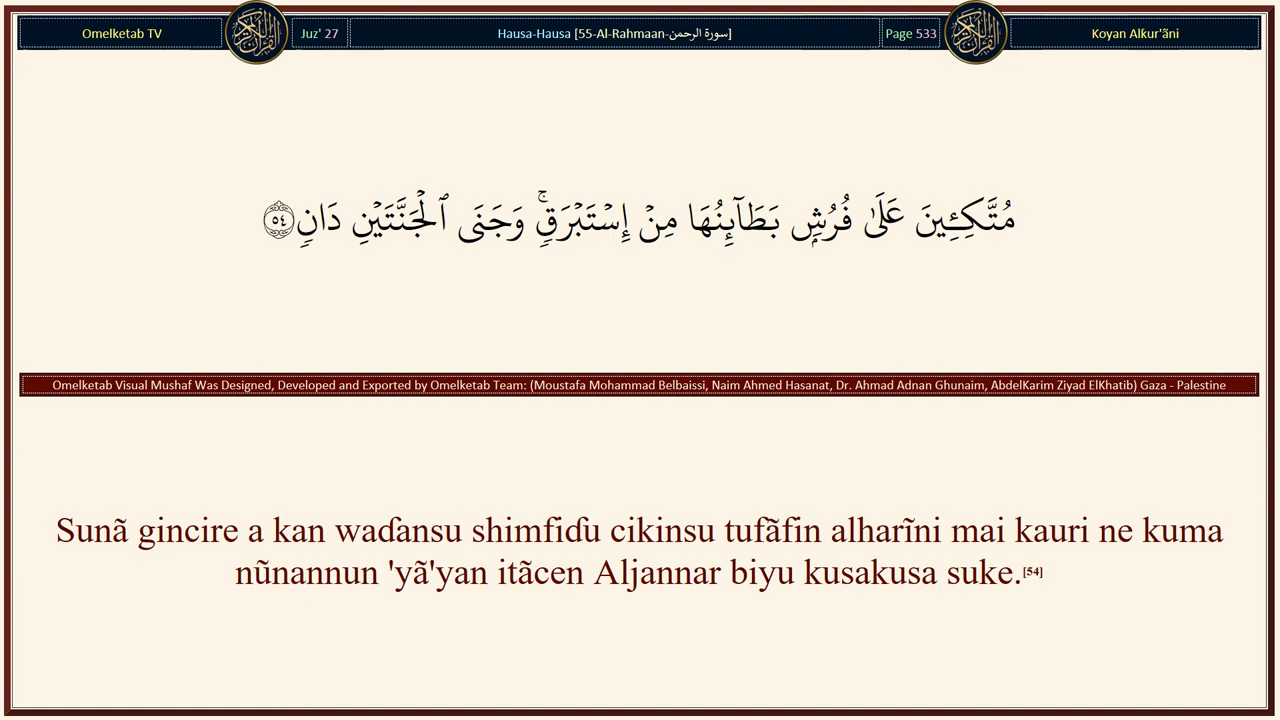 Omelketab TV
Juz' 27
Hausa-Hausa [55-Al-Rahmaan-سورة الرحمن]
Page 533
Koyan Alƙur'ãni
مُتَّكِـِٔينَ عَلَىٰ فُرُشِۭ بَطَآئِنُهَا مِنۡ إِسۡتَبۡرَقٖۚ وَجَنَى ٱلۡجَنَّتَيۡنِ دَانٖ ٥٤
Omelketab Visual Mushaf Was Designed, Developed and Exported by Omelketab Team: (Moustafa Mohammad Belbaissi, Naim Ahmed Hasanat, Dr. Ahmad Adnan Ghunaim, AbdelKarim Ziyad ElKhatib) Gaza - Palestine
Sunã gincire a kan waɗansu shimfiɗu cikinsu tufãfin alharĩni mai kauri ne kuma
nũnannun 'yã'yan itãcen Aljannar biyu kusakusa suke.[54]